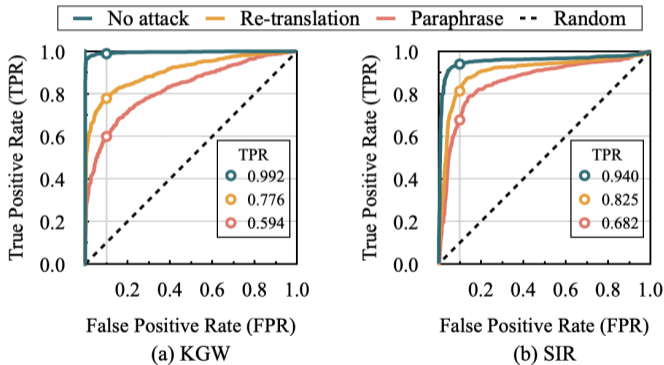 No attack Re-translation Paraphrase Random
True Positive Rate (TPR)
1.0
0.8
0.6
0.4
0.2
0.0
TPR
0.992
0.776
0.594
0.2 0.4 0.6 0.8 1.0
False Positive Rate (FPR)
(a) KGW
True Positive Rate (TPR)
1.0
0.8
0.6
0.4
0.2
0.0
TPR
0.940
0.825
0.682
0.2 0.4 0.6 0.8 1.0
False Positive Rate (FPR)
(b) SIR